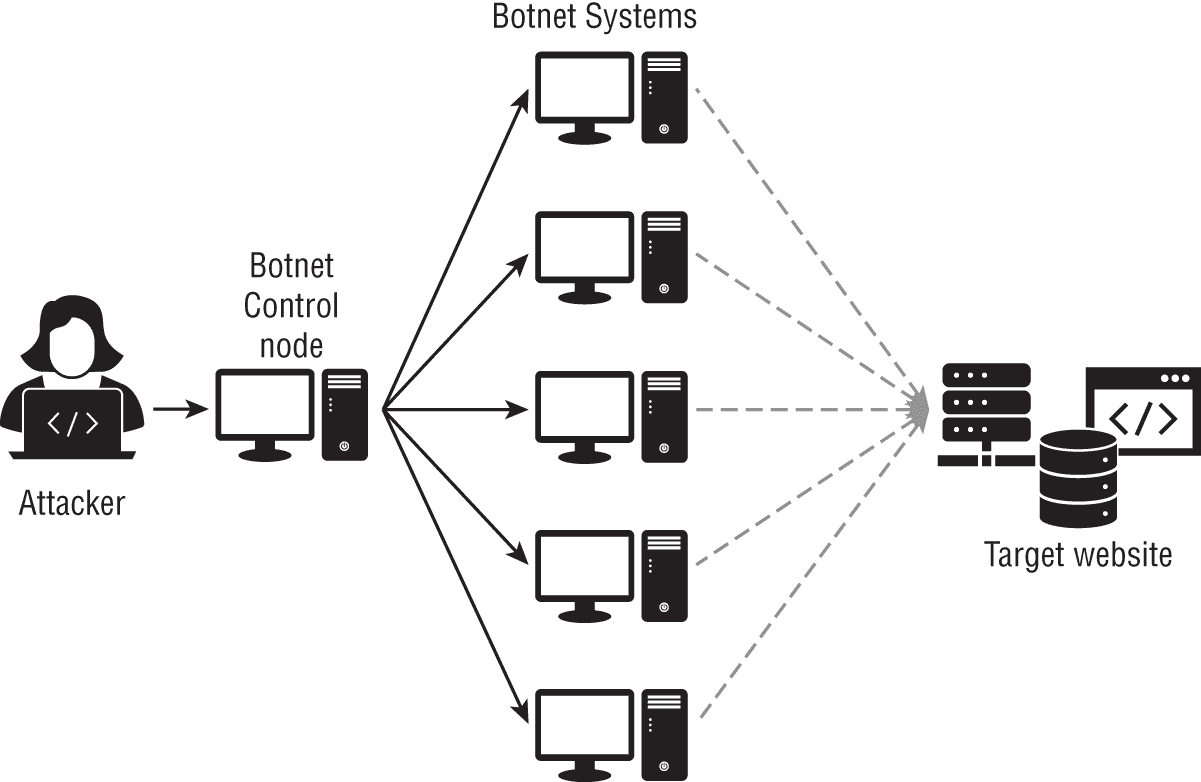 Botnet Systems
Botnet
Control
node
Attacker
Target website